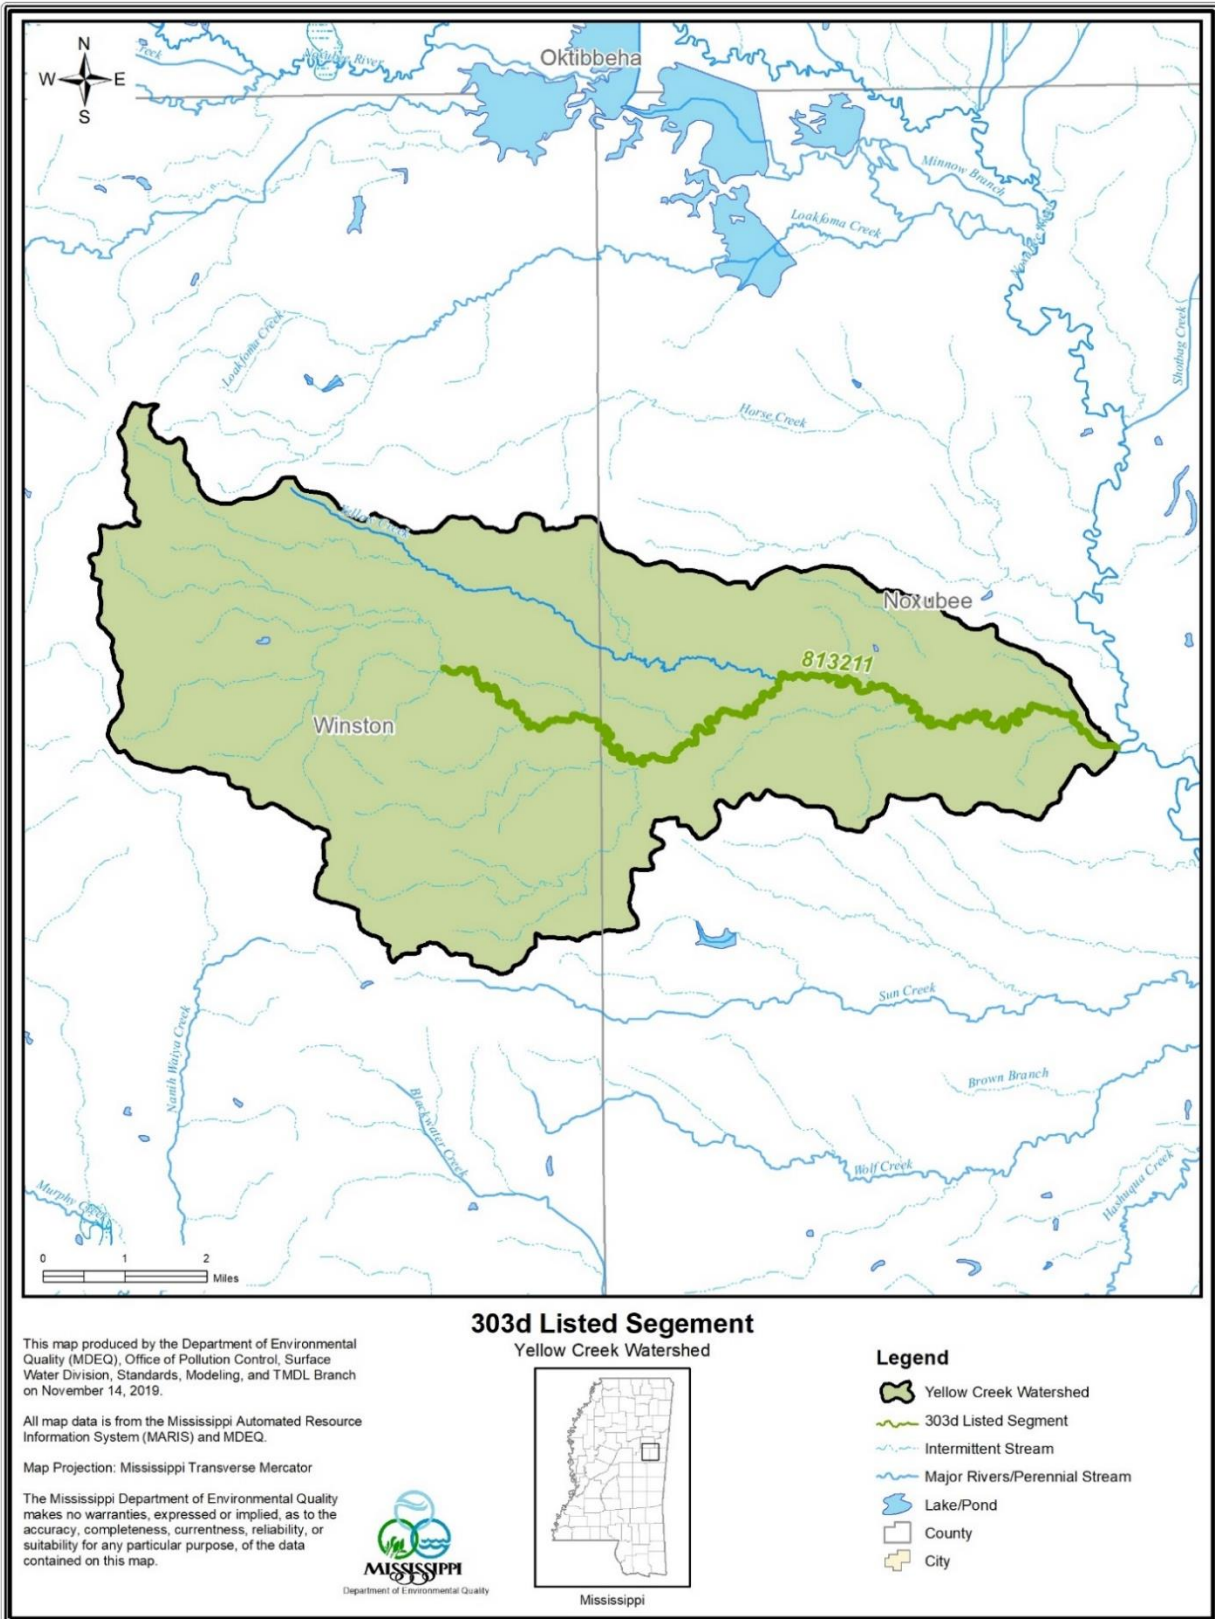 N
W E
S
reek
Noxubee River
Oktibbeha
Minnow Branch
Loakfoma Creek
Shotbag Creek
Loakfoma Creek
Horse Creek
Yellow Creek
Noxubee
813211
Winston
Sun Creek
Nanih Waiya Creek
Brown Branch
Blackwater Creek
Wolf Creek
Hashuqua Creek
Murphy Creek
0 1 2
Miles
303d Listed Segement
Yellow Creek Watershed
This map produced by the Department of Environmental
Quality (MDEQ), Office of Pollution Control, Surface
Water Division, Standards, Modeling, and TMDL Branch
on November 14, 2019.
All map data is from the Mississippi Automated Resource
Information System (MARIS) and MDEQ.
Map Projection: Mississippi Transverse Mercator
The Mississippi Department of Environmental Quality
makes no warranties, expressed or implied, as to the
accuracy, completeness, currentness, reliability, or
suitability for any particular purpose, of the data
contained on this map.
MISSISSIPPI
Department of Environmental Quality
Mississippi
Legend
Yellow Creek Watershed
303d Listed Segment
Intermittent Stream
Major Rivers/Perennial Stream
Lake/Pond
County
City